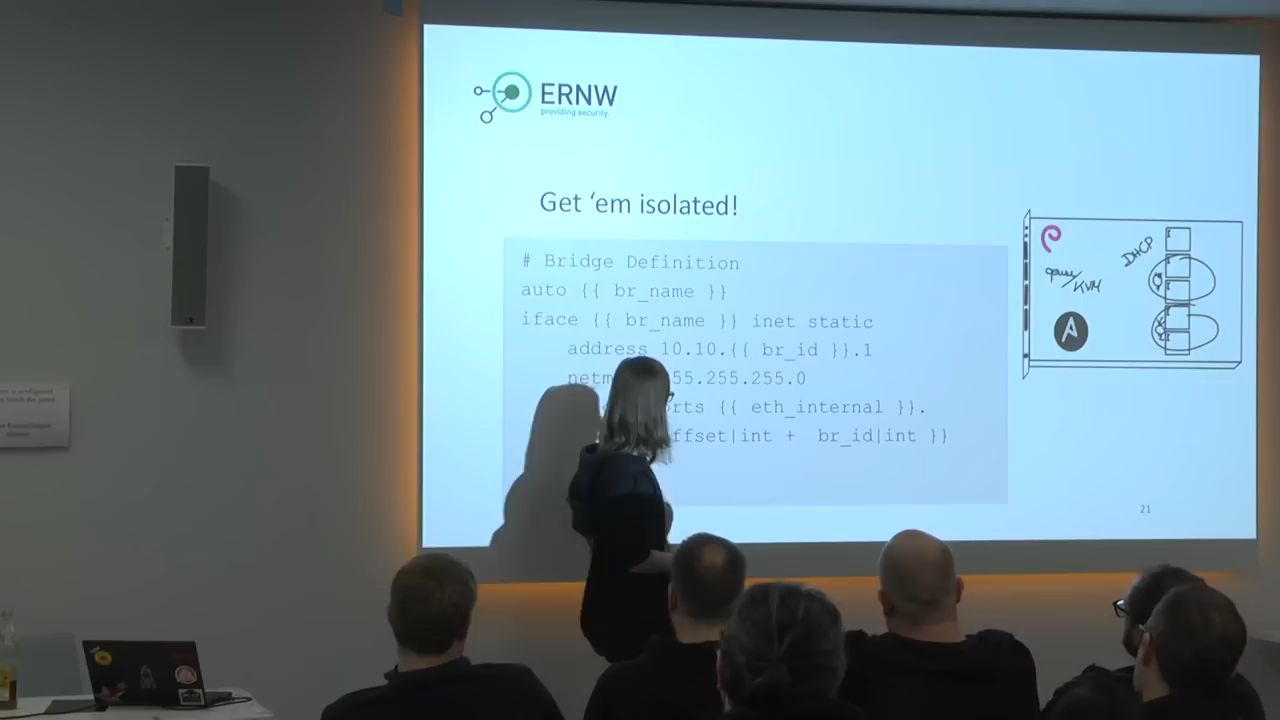 ERNW
providing security.
Get ‘em isolated!
# Bridge Definition
auto {{ br_name }}
iface {{ br_name }} inet static
address 10.10.{{ br_id }}.1
netm 55.255.255.0
rts {{ eth_internal }}.
ffset|int + br_id|int }}
DHCP
qemu/KVM
A
21